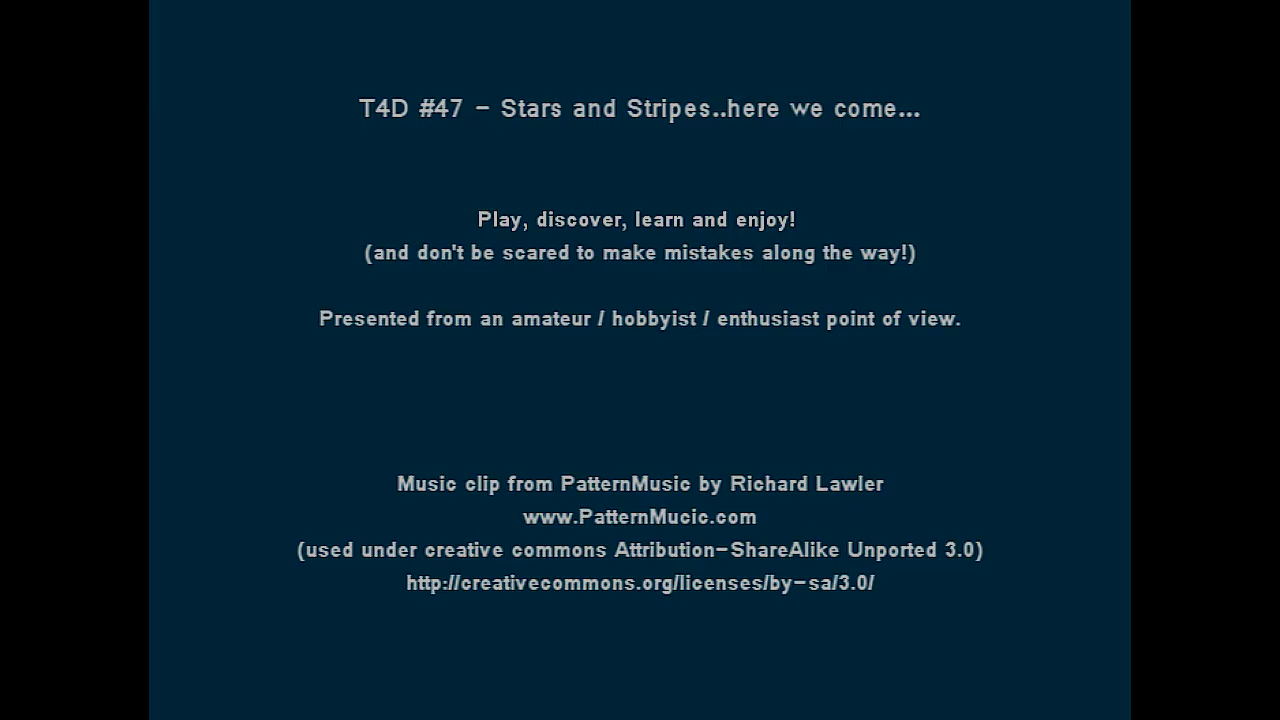 T4D #47 - Stars and Stripes..here we come...
Play, discover, learn and enjoy!
(and don't be scared to make mistakes along the way!)
Presented from an amateur / hobbyist / enthusiast point of view.
Music clip from PatternMusic by Richard Lawler
www.PatternMucic.com
(used under creative commons Attribution-ShareAlike Unported 3.0)
http://creativecommons.org/licenses/by-sa/3.0/